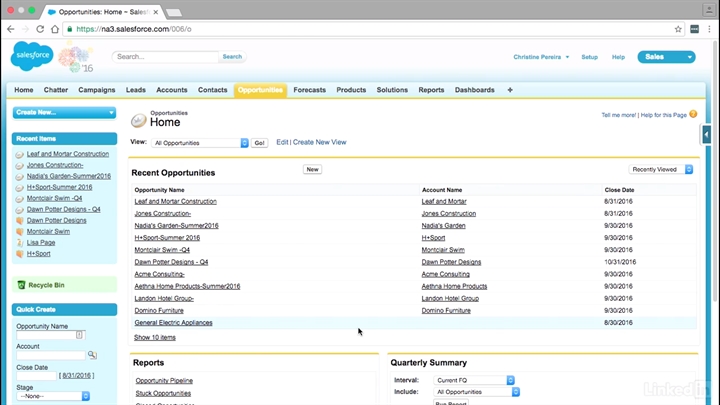 Opportunities: Home ~ Sales
https://na3.salesforce.com/006/o
salesforce '16
Search... Search
Christine Pereira Setup Help Sales
Home Chatter Campaigns Leads Accounts Contacts Opportunities Forecasts Products Solutions Reports Dashboards +
Create New...
Recent Items
Leaf and Mortar Construction
Jones Construction-
Nadia's Garden-Summer2016
H+Sport-Summer 2016
Montclair Swim -Q4
Dawn Potter Designs - Q4
Dawn Potter Designs
Montclair Swim
Lisa Page
H+Sport
Recycle Bin
Quick Create
Opportunity Name
Account
Close Date
[ 8/31/2016 ]
Stage
--None--
Opportunities
Home
Tell me more! | Help for this Page
View: All Opportunities Go! Edit | Create New View
Recent Opportunities New Recently Viewed
Opportunity Name Account Name Close Date
Leaf and Mortar Construction Leaf and Mortar 8/31/2016
Jones Construction- Jones Construction 8/31/2016
Nadia's Garden-Summer2016 Nadia's Garden 9/30/2016
H+Sport-Summer 2016 H+Sport 9/30/2016
Montclair Swim -Q4 Montclair Swim 9/30/2016
Dawn Potter Designs - Q4 Dawn Potter Designs 10/31/2016
Acme Consulting- Acme Consulting 9/30/2016
Aethna Home Products-Summer2016 Aethna Home Products 9/30/2016
Landon Hotel Group- Landon Hotel Group 9/30/2016
Domino Furniture Domino Furniture 9/30/2016
General Electric Appliances 8/30/2016
Show 10 items
Reports
Opportunity Pipeline
Stuck Opportunities
Quarterly Summary
Interval: Current FQ
Include: All Opportunities
Run Report
LinkedIn